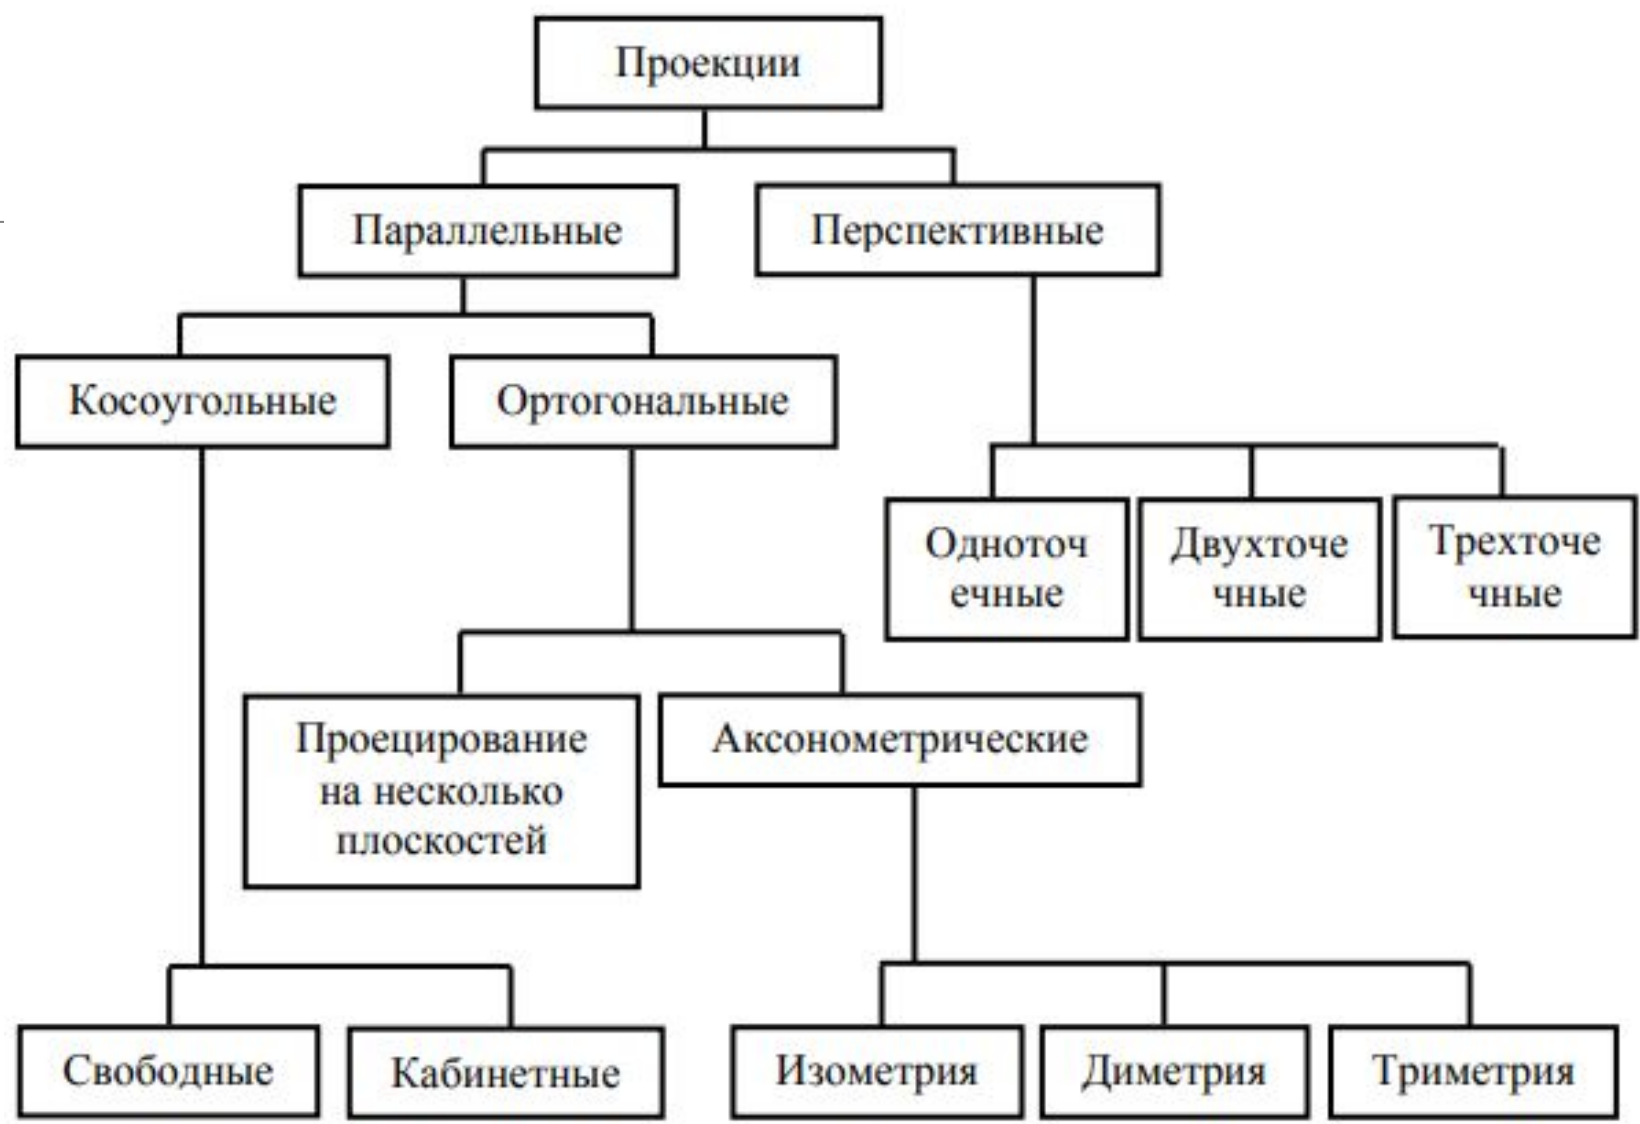 Проекции
Параллельные
Перспективные
Косоугольные
Ортогональные
Одноточ
ечные
Двухточе
чные
Трехточе
чные
Проецирование
на несколько
плоскостей
Аксонометрические
Свободные
Кабинетные
Изометрия
Диметрия
Триметрия